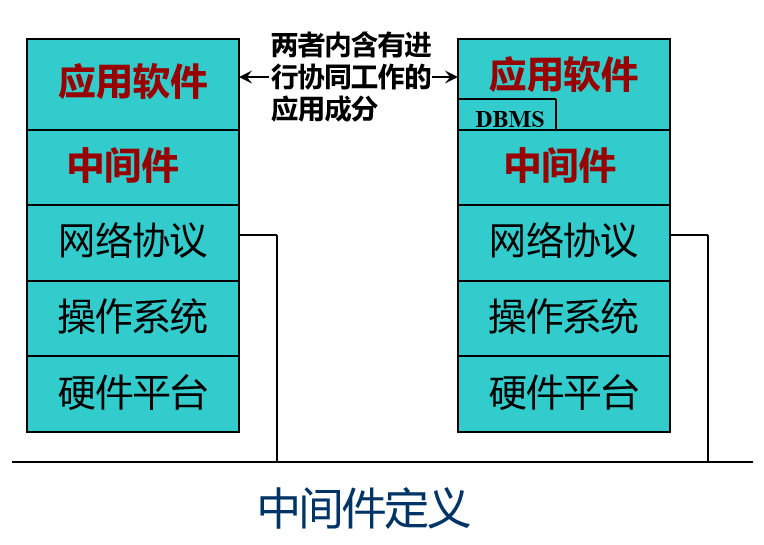 应用软件
中间件
网络协议
操作系统
硬件平台
两者内含有进
行协同工作的
应用成分
应用软件
DBMS
中间件
网络协议
操作系统
硬件平台
中间件定义